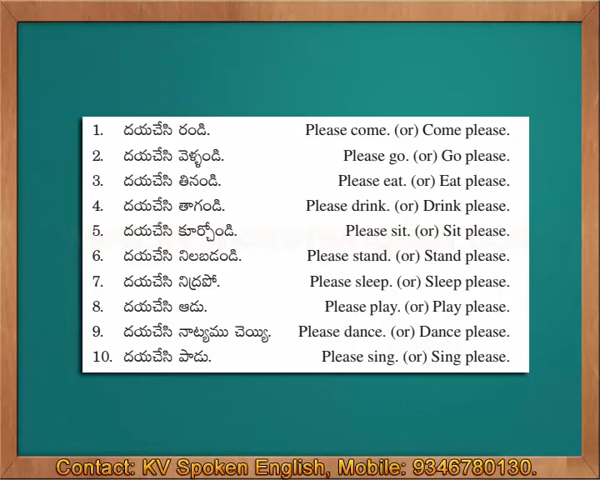 1. దయచేసి రండి. Please come. (or) Come please.
2. దయచేసి వెళ్ళండి. Please go. (or) Go please.
3. దయచేసి తినండి. Please eat. (or) Eat please.
4. దయచేసి తాగండి. Please drink. (or) Drink please.
5. దయచేసి కూర్చోండి. Please sit. (or) Sit please.
6. దయచేసి నిలబడండి. Please stand. (or) Stand please.
7. దయచేసి నిద్రపో. Please sleep. (or) Sleep please.
8. దయచేసి ఆడు. Please play. (or) Play please.
9. దయచేసి నాట్యము చెయ్యి. Please dance. (or) Dance please.
10. దయచేసి పాడు. Please sing. (or) Sing please.
Contact: KV Spoken English, Mobile: 9346780130.